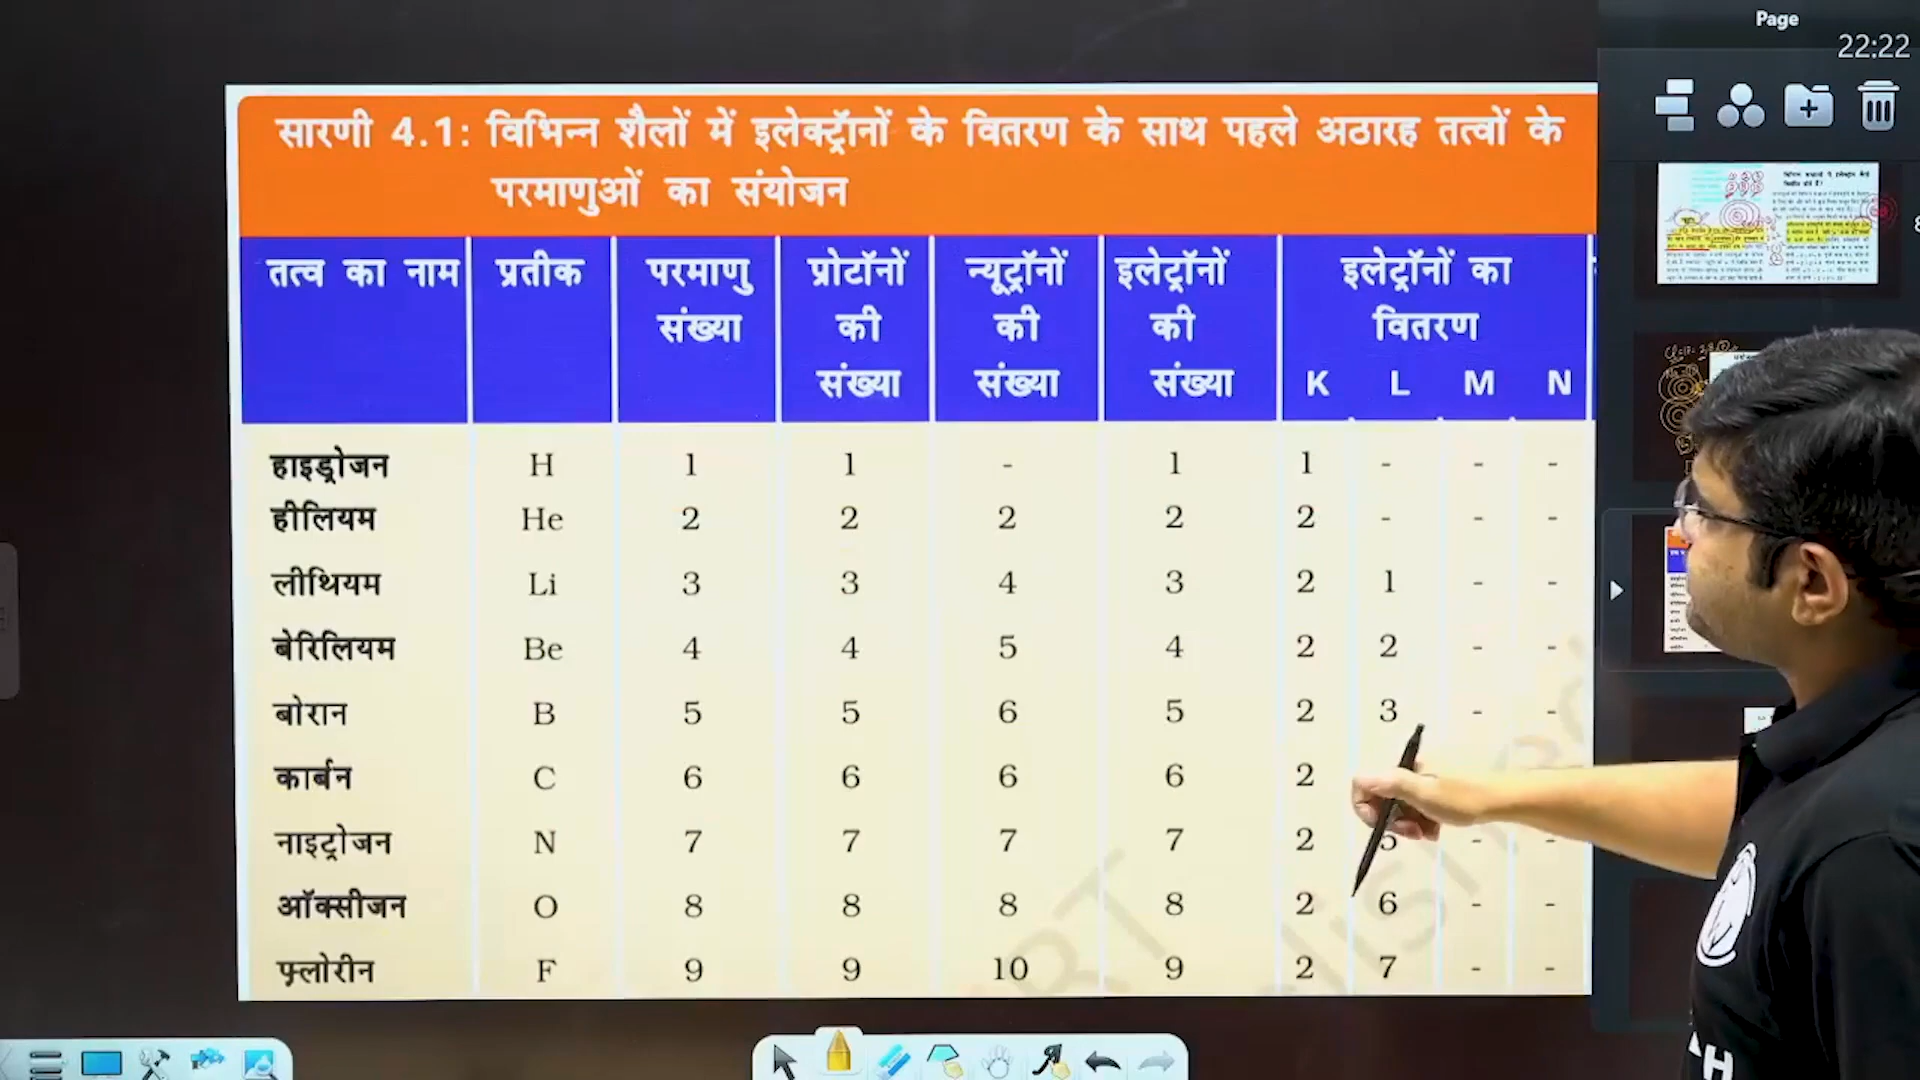 Page
22:22
सारणी 4.1: विभिन्न शैलों में इलेक्ट्रॅानों के वितरण के साथ पहले अठारह तत्वों के
परमाणुओं का संयोजन
तत्व का नाम प्रतीक परमाणु संख्या प्रोटॉनों की संख्या न्यूट्रॉनों की संख्या इलेट्रॉनों की संख्या इलेट्रॉनों का वितरण
K L M N
हाइड्रोजन H 1 1 - 1 1 - - -
हीलियम He 2 2 2 2 2 - - -
लीथियम Li 3 3 4 3 2 1 - -
बेरिलियम Be 4 4 5 4 2 2 - -
बोरान B 5 5 6 5 2 3 - -
कार्बन C 6 6 6 6 2
नाइट्रोजन N 7 7 7 7 2 5 - -
ऑक्सीजन O 8 8 8 8 2 6 - -
फ़्लोरीन F 9 9 10 9 2 7 - -